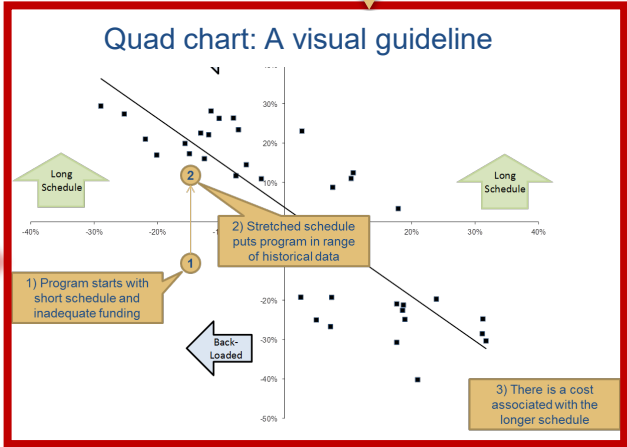 Quad chart: A visual guideline
30%
20%
10%
-40%
-30%
-20%
20%
30%
40%
-20%
-30%
-40%
-50%
Long
Schedule
Long
Schedule
2
1
2) Stretched schedule
puts program in range
of historical data
1) Program starts with
short schedule and
inadequate funding
Back-
Loaded
3) There is a cost
associated with the
longer schedule